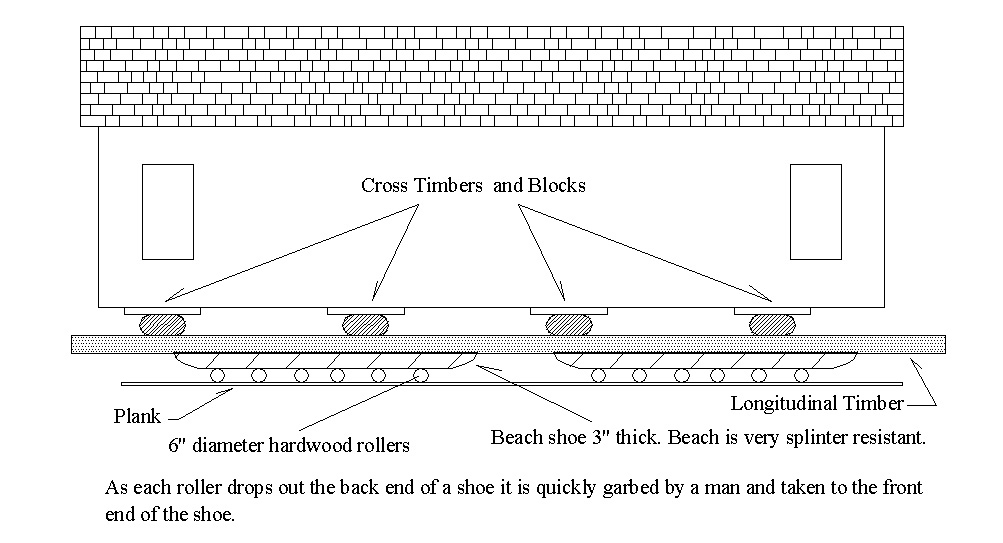 Cross Timbers and Blocks
Longitudinal Timber
Plank
6" diameter hardwood rollers
Beach shoe 3" thick. Beach is very splinter resistant.
As each roller drops out the back end of a shoe it is quickly garbed by a man and taken to the front
end of the shoe.